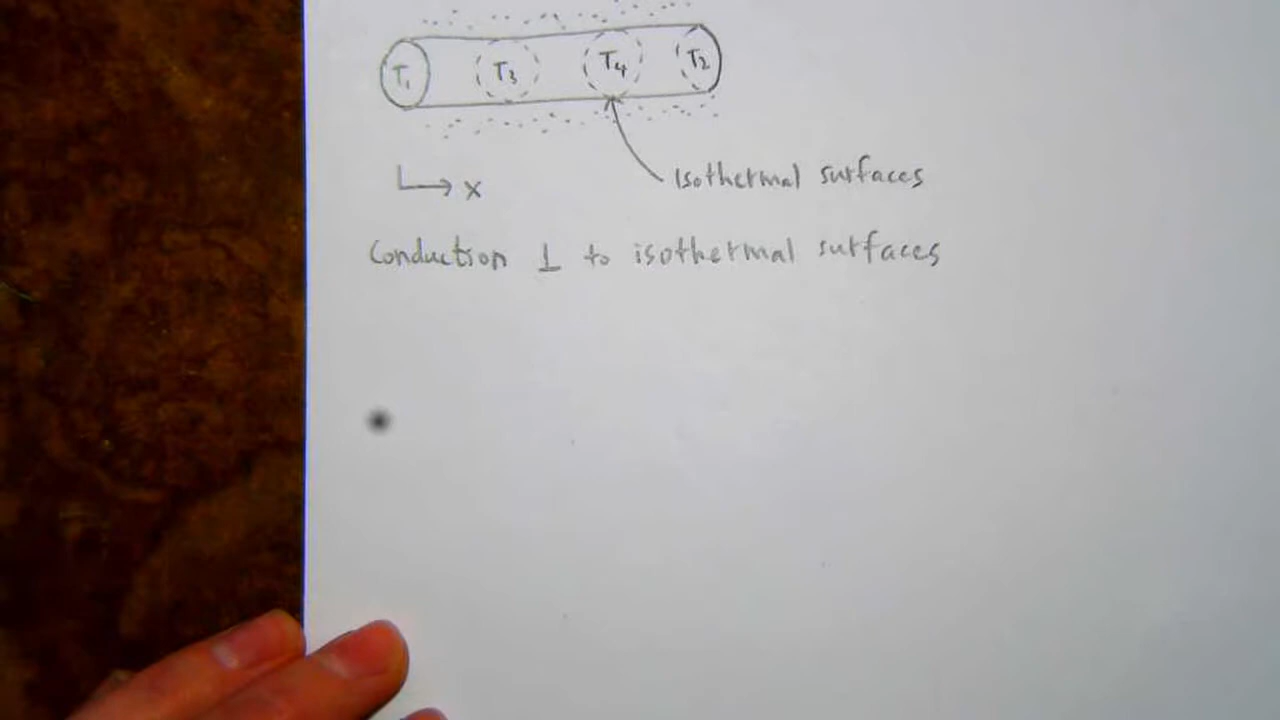 T₁ T₃ T₄ T₂
Isothermal surfaces
x
Conduction ⊥ to isothermal surfaces